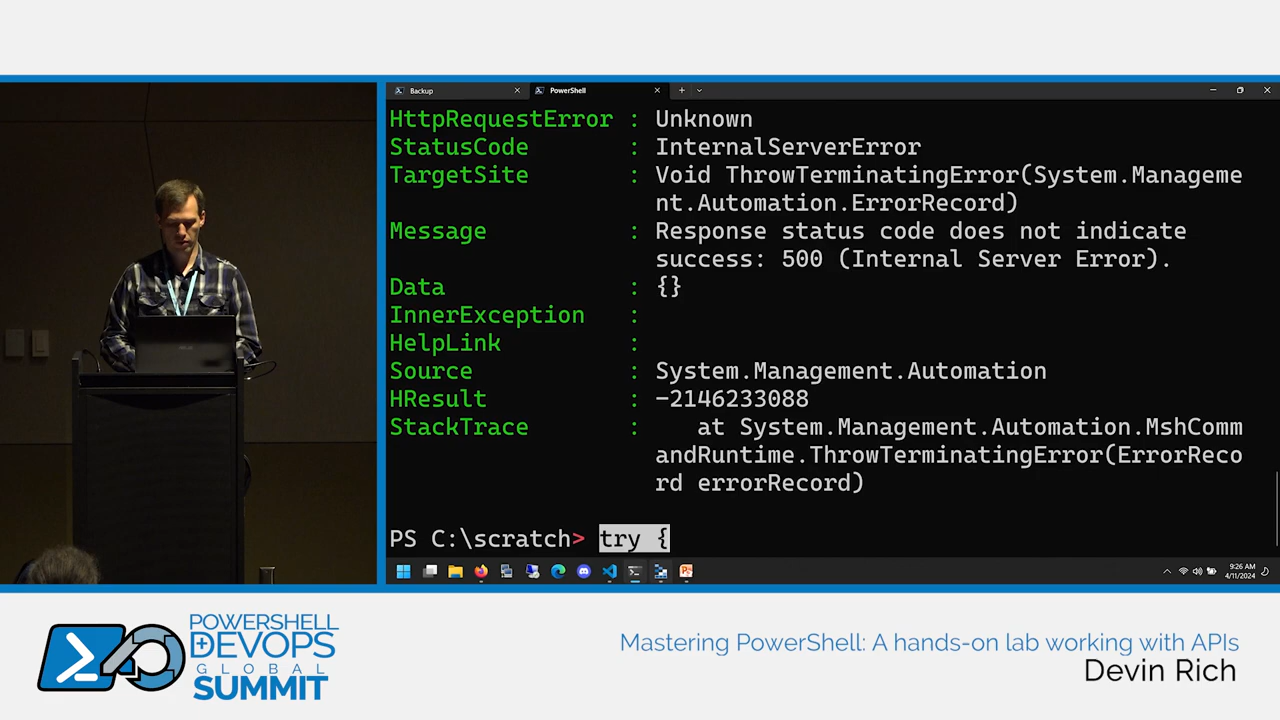 Backup
PowerShell
HttpRequestError : Unknown
StatusCode : InternalServerError
TargetSite : Void ThrowTerminatingError(System.Manageme
nt.Automation.ErrorRecord)
Message : Response status code does not indicate
success: 500 (Internal Server Error).
Data : {}
InnerException :
HelpLink :
Source : System.Management.Automation
HResult : -2146233088
StackTrace : at System.Management.Automation.MshComm
andRuntime.ThrowTerminatingError(ErrorReco
rd errorRecord)
PS C:\scratch> try {
9:26 AM
4/11/2024
POWERSHELL
DEVOPS
GLOBAL
SUMMIT
Mastering PowerShell: A hands-on lab working with APIs
Devin Rich